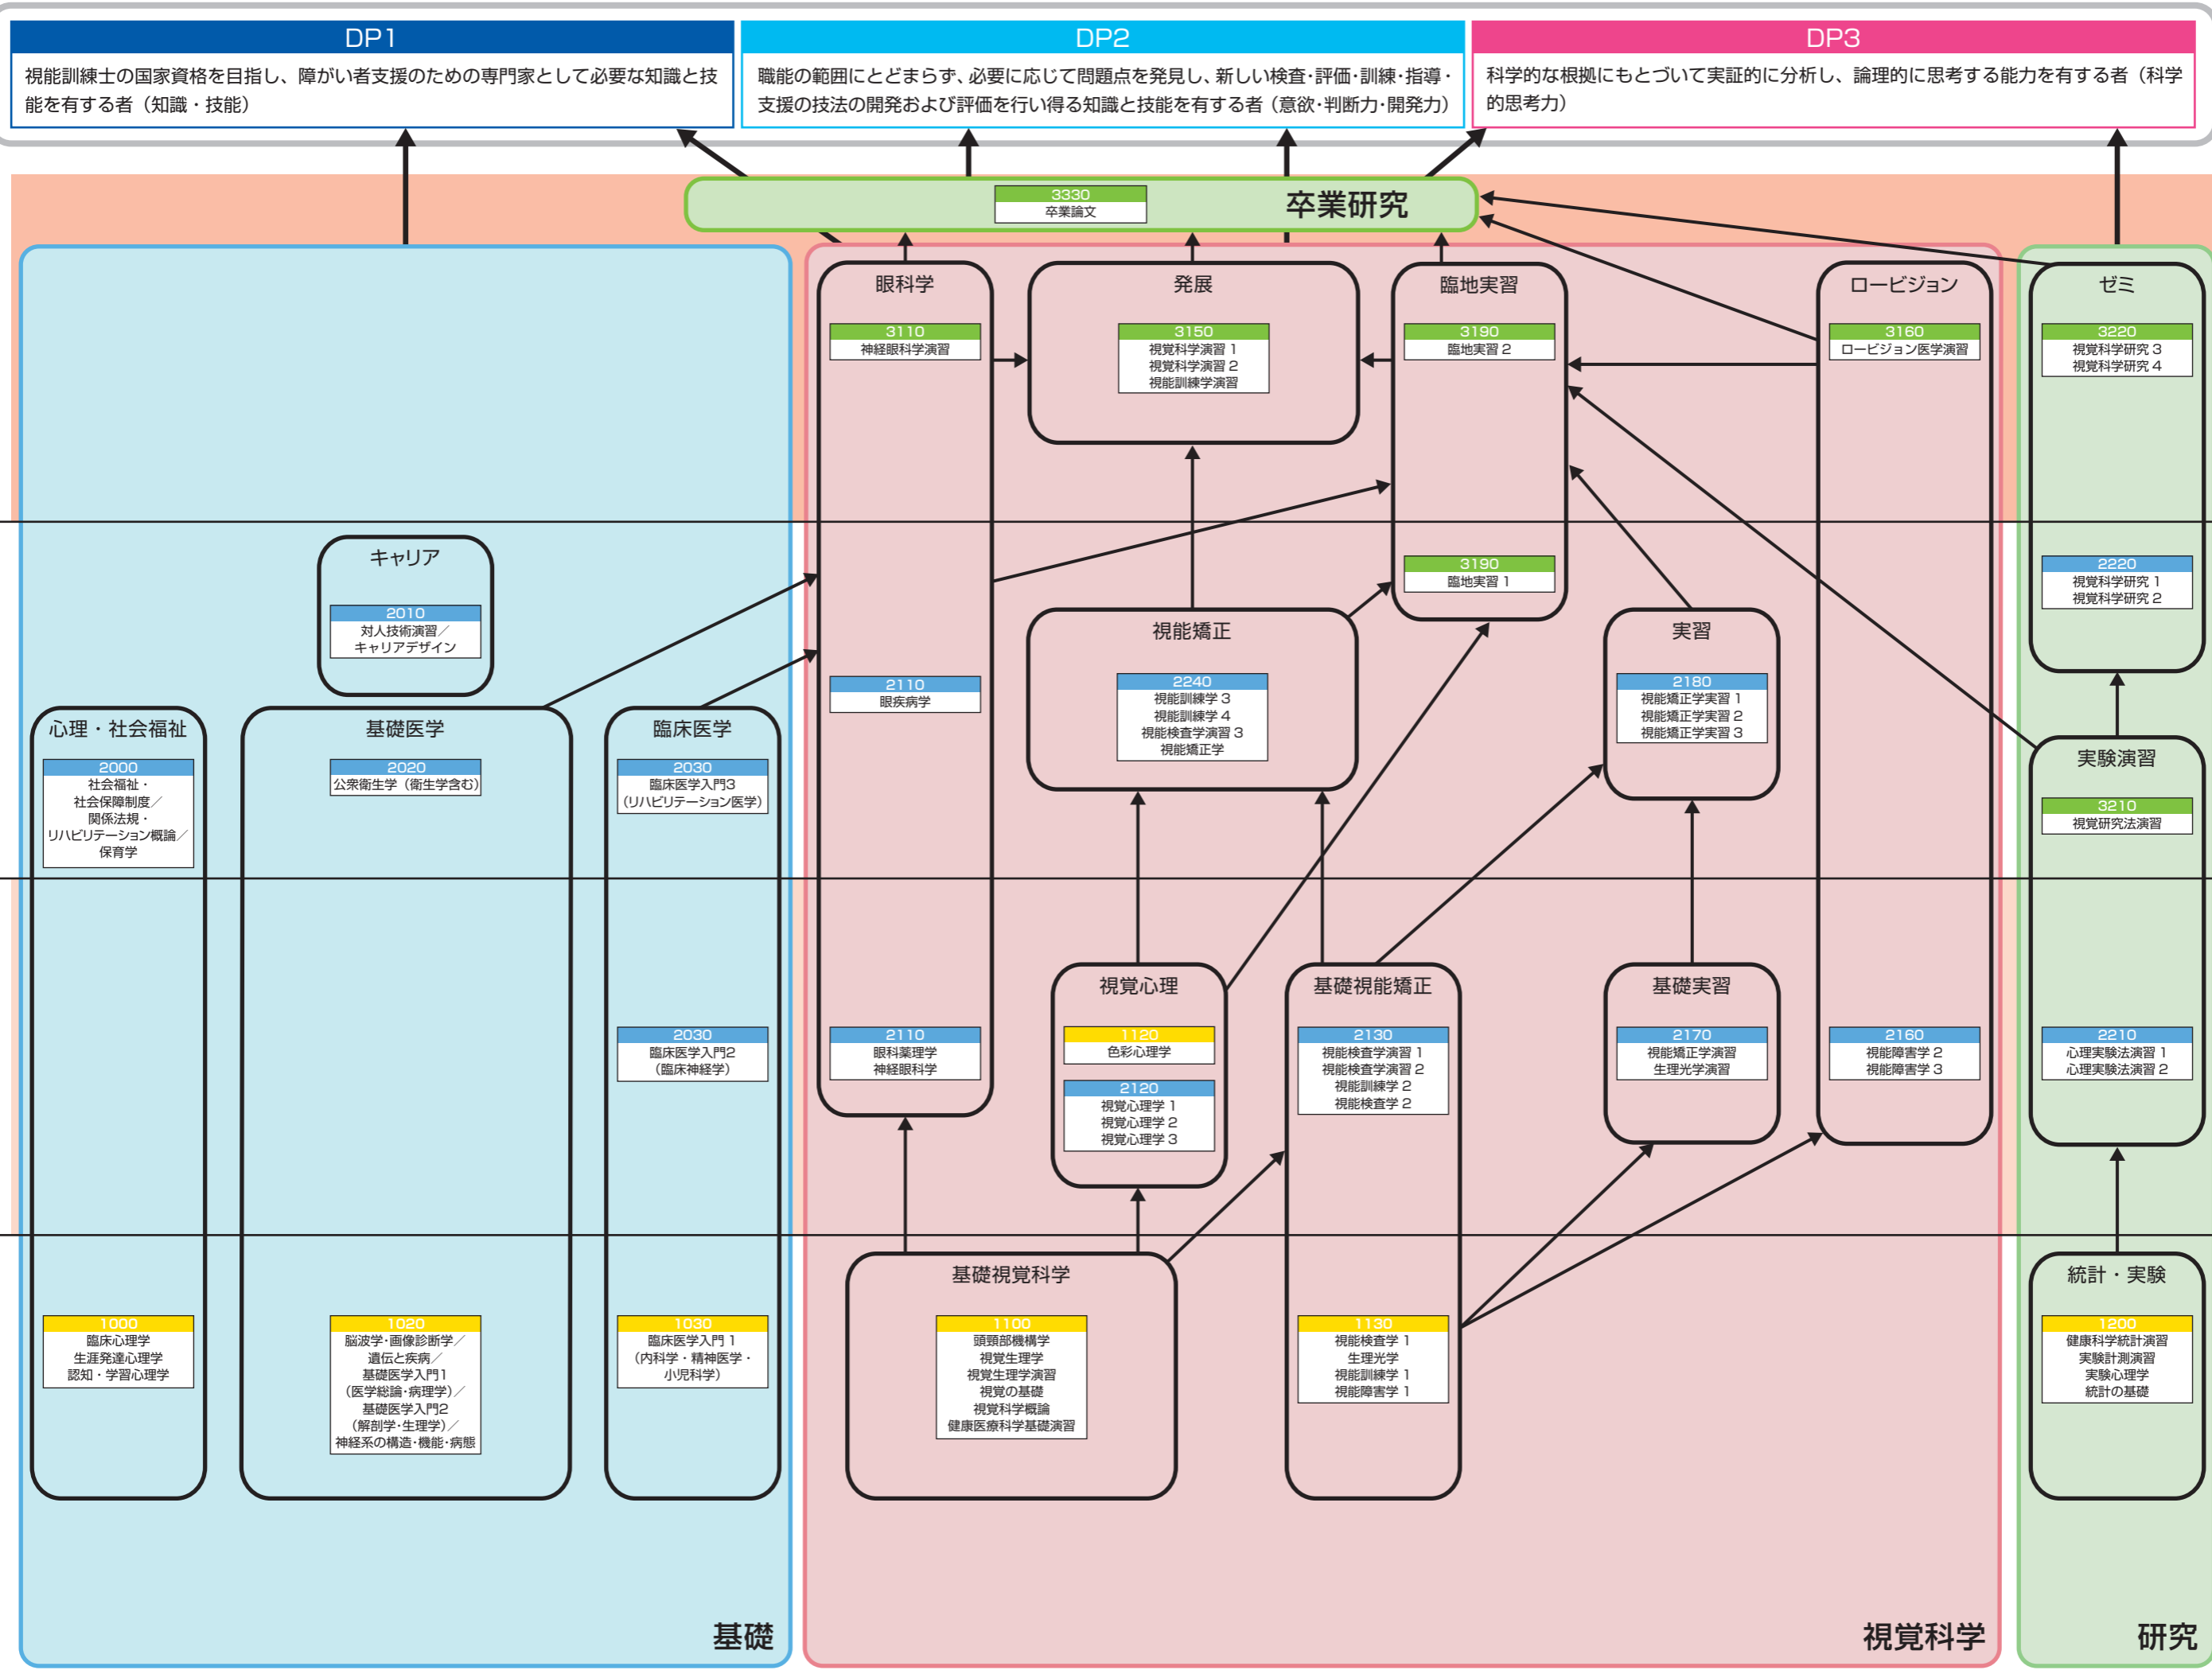 DP1
視能訓練士の国家資格を目指し、障がい者支援のための専門家として必要な知識と技
能を有する者（知識・技能）
DP2
職能の範囲にとどまらず、必要に応じて問題点を発見し、新しい検査・評価・訓練・指導・
支援の技法の開発および評価を行い得る知識と技能を有する者（意欲・判断力・開発力）
DP3
科学的な根拠にもとづいて実証的に分析し、論理的に思考する能力を有する者（科学
的思考力）
3330
卒業論文
卒業研究
眼科学
3110
神経眼科学演習
発展
3150
視覚科学演習 1
視覚科学演習 2
視能訓練学演習
臨地実習
3190
臨地実習 2
ロービジョン
3160
ロービジョン医学演習
ゼミ
3220
視覚科学研究 3
視覚科学研究 4
キャリア
2010
対人技術演習／
キャリアデザイン
3190
臨地実習 1
2220
視覚科学研究 1
視覚科学研究 2
視能矯正
2240
視能訓練学 3
視能訓練学 4
視能検査学演習 3
視能矯正学
実習
2180
視能矯正学実習 1
視能矯正学実習 2
視能矯正学実習 3
2110
眼疾病学
心理・社会福祉
2000
社会福祉・
社会保障制度／
関係法規・
リハビリテーション概論／
保育学
基礎医学
2020
公衆衛生学（衛生学含む）
臨床医学
2030
臨床医学入門3
（リハビリテーション医学）
実験演習
3210
視覚研究法演習
2030
臨床医学入門2
（臨床神経学）
2110
眼科薬理学
神経眼科学
視覚心理
1120
色彩心理学
2120
視覚心理学 1
視覚心理学 2
視覚心理学 3
基礎視能矯正
2130
視能検査学演習 1
視能検査学演習 2
視能訓練学 2
視能検査学 2
基礎実習
2170
視能矯正学演習
生理光学演習
2160
視能障害学 2
視能障害学 3
2210
心理実験法演習 1
心理実験法演習 2
1000
臨床心理学
生涯発達心理学
認知・学習心理学
1020
脳波学・画像診断学／
遺伝と疾病／
基礎医学入門1
（医学総論・病理学）／
基礎医学入門2
（解剖学・生理学）／
神経系の構造・機能・病態
1030
臨床医学入門 1
（内科学・精神医学・
小児科学）
基礎視覚科学
1100
頭頸部機構学
視覚生理学
視覚生理学演習
視覚の基礎
視覚科学概論
健康医療科学基礎演習
1130
視能検査学 1
生理光学
視能訓練学 1
視能障害学 1
統計・実験
1200
健康科学統計演習
実験計測演習
実験心理学
統計の基礎
基礎
視覚科学
研究